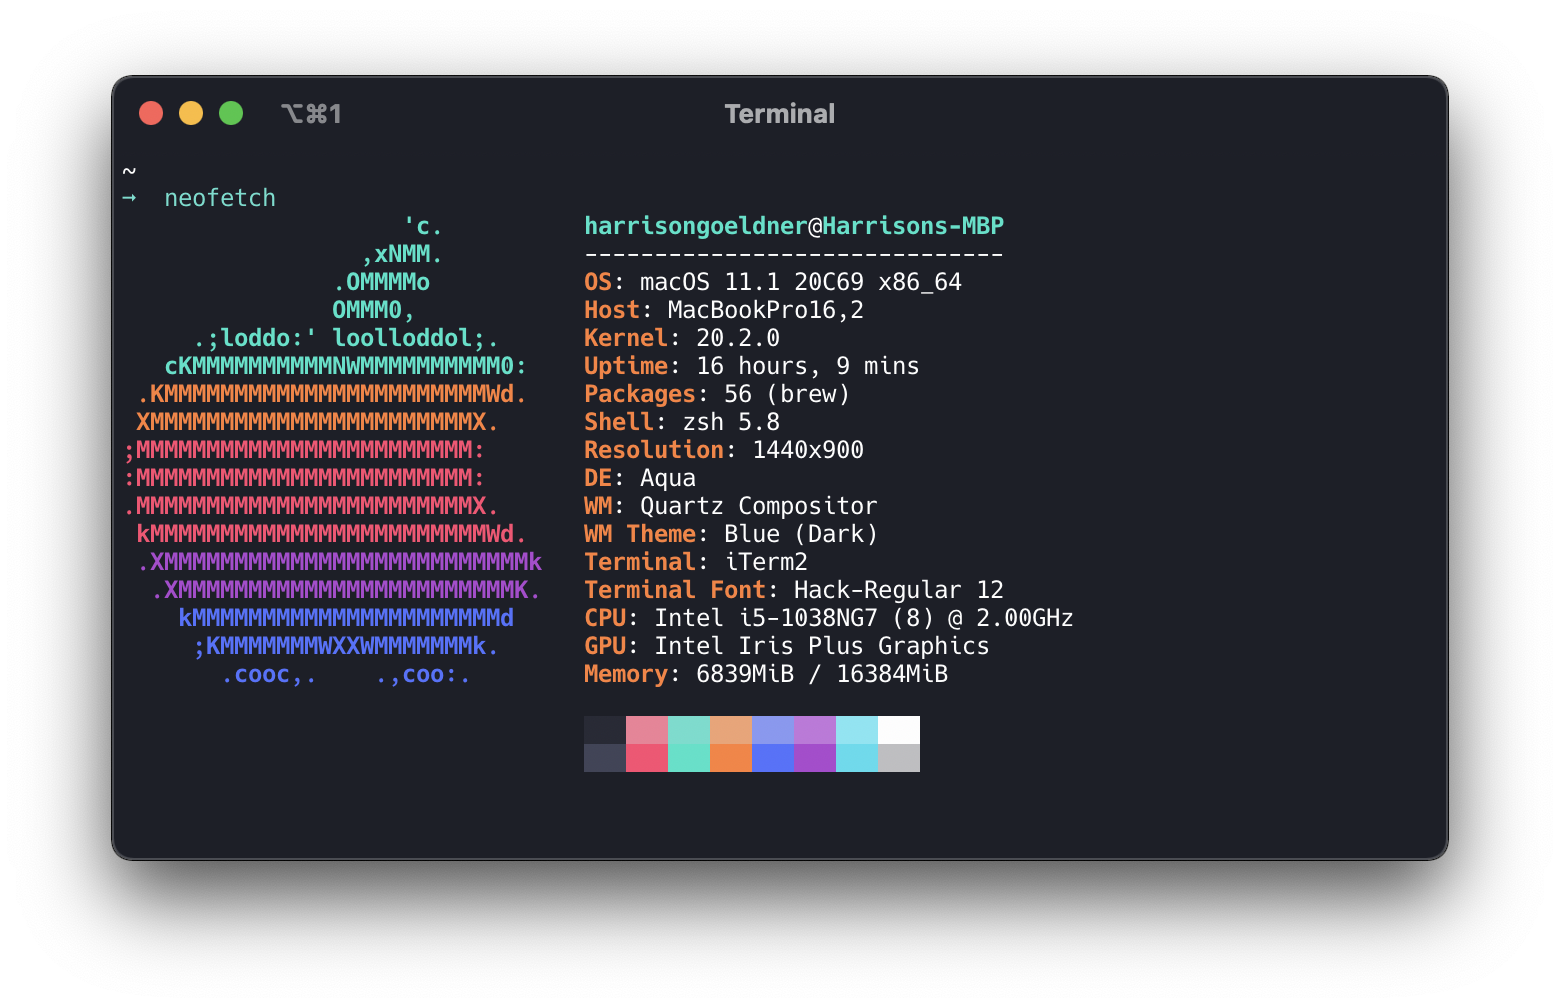 ⌥⌘1 Terminal
~
→ neofetch
'c. harrisongoeldner@Harrisons-MBP
,xNMM. ------------------------------
.OMMMMo OS: macOS 11.1 20C69 x86_64
OMMM0, Host: MacBookPro16,2
.;loddo:' loolloddol;. Kernel: 20.2.0
cKMMMMMMMMMMNWMMMMMMMMMM0: Uptime: 16 hours, 9 mins
.KMMMMMMMMMMMMMMMMMMMMMMMWd. Packages: 56 (brew)
XMMMMMMMMMMMMMMMMMMMMMMMX. Shell: zsh 5.8
;MMMMMMMMMMMMMMMMMMMMMMMM: Resolution: 1440x900
:MMMMMMMMMMMMMMMMMMMMMMMM: DE: Aqua
.MMMMMMMMMMMMMMMMMMMMMMMMX. WM: Quartz Compositor
kMMMMMMMMMMMMMMMMMMMMMMMMWd. WM Theme: Blue (Dark)
.XMMMMMMMMMMMMMMMMMMMMMMMMMMk Terminal: iTerm2
.XMMMMMMMMMMMMMMMMMMMMMMMMK. Terminal Font: Hack-Regular 12
kMMMMMMMMMMMMMMMMMMMMMMd CPU: Intel i5-1038NG7 (8) @ 2.00GHz
;KMMMMMMMWXXWMMMMMMMk. GPU: Intel Iris Plus Graphics
.cooc,. .,coo:. Memory: 6839MiB / 16384MiB